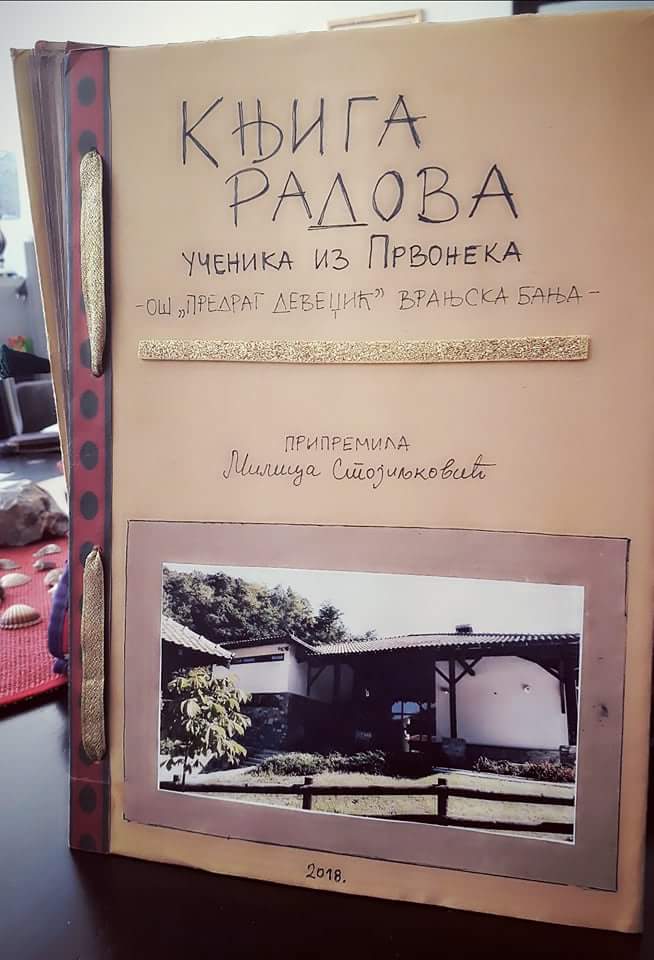 КЊИГА
РАДОВА
УЧЕНИКА ИЗ ПРВОНЕКА
-ОШ „ПРЕДРАГ ДЕВЕЏИЋ” ВРАЊСКА БАЊА-
ПРИПРЕМИЛА
Милица Стојиљковић
2018.